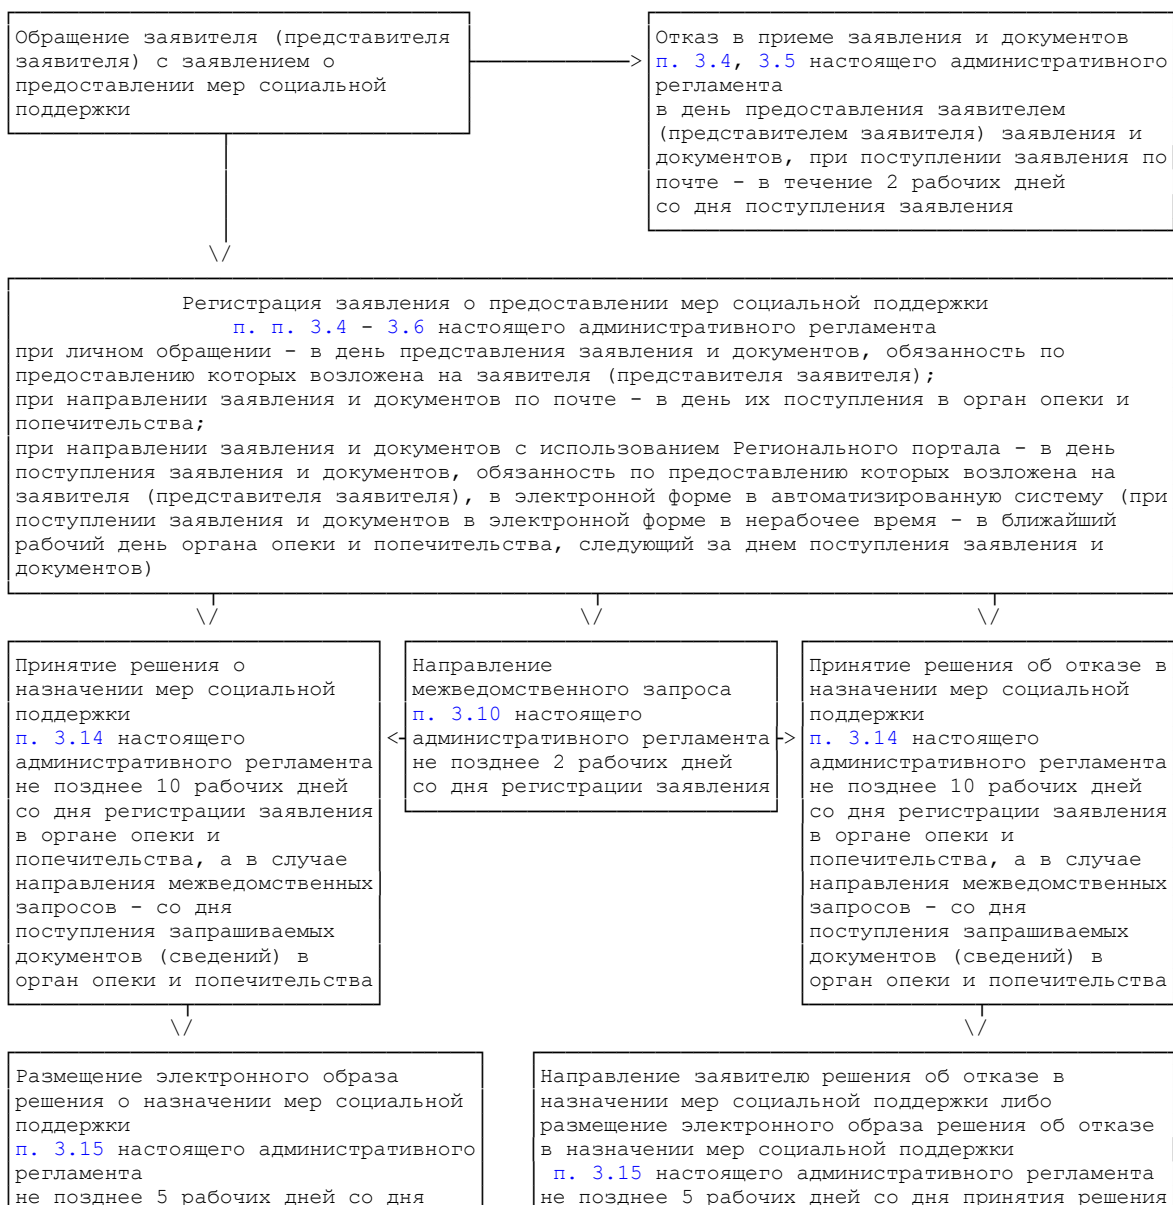 Обращение заявителя (представителя
заявителя) с заявлением о
предоставлении мер социальной
поддержки
Отказ в приеме заявления и документов
п. 3.4, 3.5 настоящего административного
регламента
в день предоставления заявителем
(представителем заявителя) заявления и
документов, при поступлении заявления по
почте - в течение 2 рабочих дней
со дня поступления заявления
Регистрация заявления о предоставлении мер социальной поддержки
п. п. 3.4 - 3.6 настоящего административного регламента
при личном обращении - в день представления заявления и документов, обязанность по
предоставлению которых возложена на заявителя (представителя заявителя);
при направлении заявления и документов по почте - в день их поступления в орган опеки и
попечительства;
при направлении заявления и документов с использованием Регионального портала - в день
поступления заявления и документов, обязанность по предоставлению которых возложена на
заявителя (представителя заявителя), в электронной форме в автоматизированную систему (при
поступлении заявления и документов в электронной форме в нерабочее время - в ближайший
рабочий день органа опеки и попечительства, следующий за днем поступления заявления и
документов)
Принятие решения о
назначении мер социальной
поддержки
п. 3.14 настоящего
административного регламента
не позднее 10 рабочих дней
со дня регистрации заявления
в органе опеки и
попечительства, а в случае
направления межведомственных
запросов - со дня
поступления запрашиваемых
документов (сведений) в
орган опеки и попечительства
Направление
межведомственного запроса
п. 3.10 настоящего
административного регламента
не позднее 2 рабочих дней
со дня регистрации заявления
Принятие решения об отказе в
назначении мер социальной
поддержки
п. 3.14 настоящего
административного регламента
не позднее 10 рабочих дней
со дня регистрации заявления
в органе опеки и
попечительства, а в случае
направления межведомственных
запросов - со дня
поступления запрашиваемых
документов (сведений) в
орган опеки и попечительства
Размещение электронного образа
решения о назначении мер социальной
поддержки
п. 3.15 настоящего административного
регламента
не позднее 5 рабочих дней со дня
Направление заявителю решения об отказе в
назначении мер социальной поддержки либо
размещение электронного образа решения об отказе
в назначении мер социальной поддержки
п. 3.15 настоящего административного регламента
не позднее 5 рабочих дней со дня принятия решения